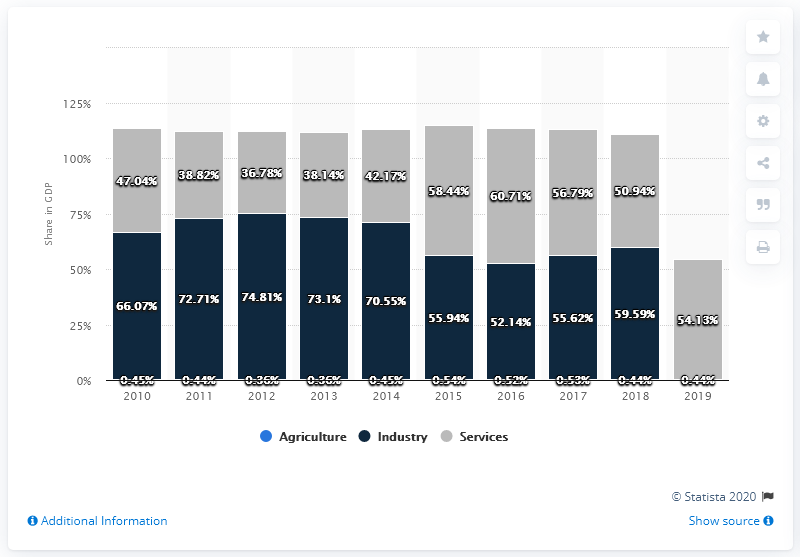 125%
100%
75%
50%
25%
0%
Share in GDP
47.04% 38.82% 36.78% 38.14% 42.17% 58.44% 60.71% 56.79% 50.94% 54.13%
66.07% 72.71% 74.81% 73.1% 70.55% 55.94% 52.14% 55.62% 59.59%
0.45% 0.44% 0.36% 0.36% 0.45% 0.54% 0.52% 0.53% 0.44% 0.44%
2010 2011 2012 2013 2014 2015 2016 2017 2018 2019
Agriculture Industry Services
© Statista 2020
Additional Information Show source